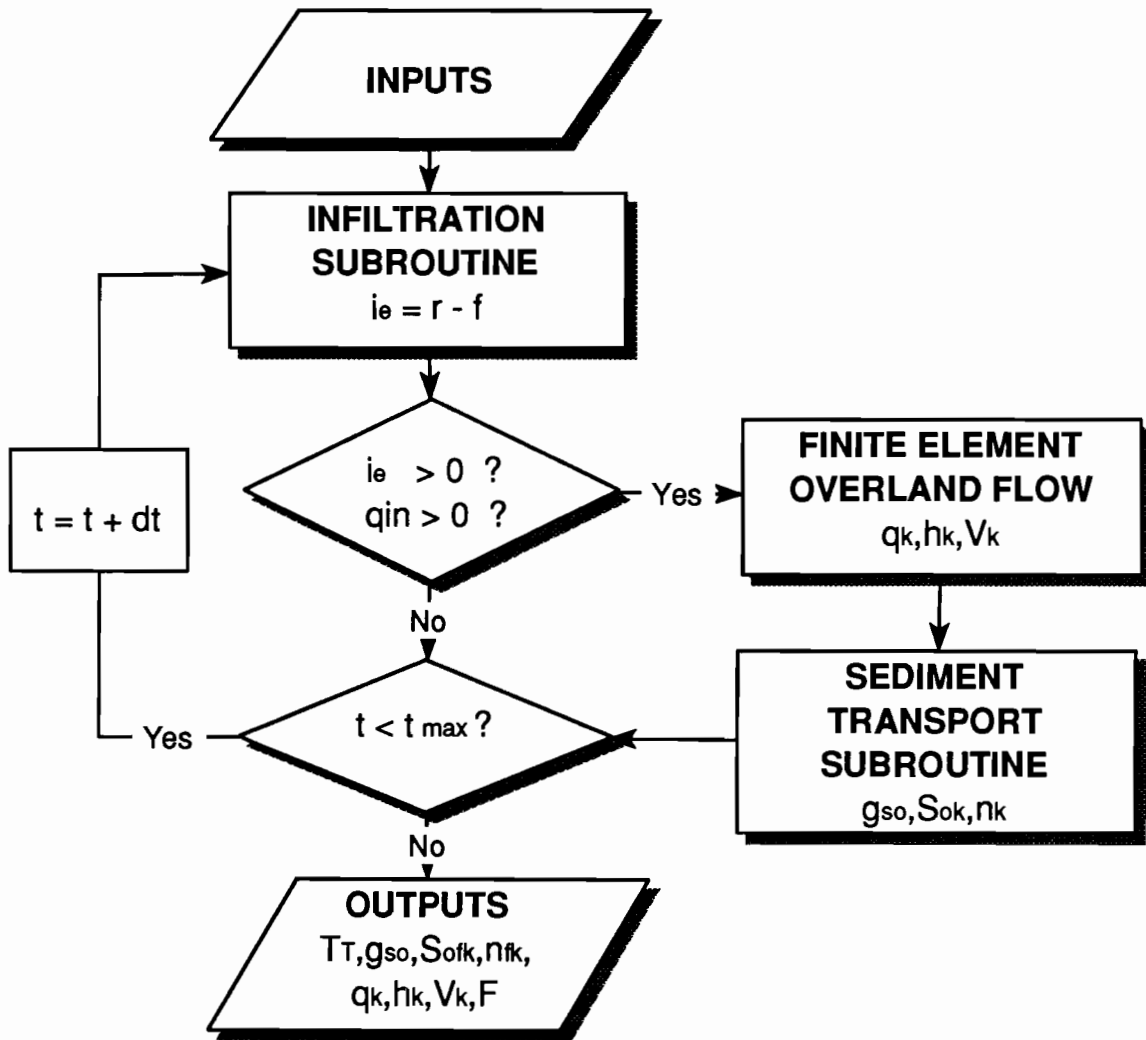 INPUTS
INFILTRATION
SUBROUTINE
ie = r - f
ie > 0 ?
qin > 0 ?
Yes
FINITE ELEMENT
OVERLAND FLOW
qk,hk,Vk
t = t + dt
No
SEDIMENT
TRANSPORT
SUBROUTINE
gso,Sok,nk
t < t max ?
Yes
No
OUTPUTS
TT,gso,Sofk,nfk,
qk,hk,Vk,F